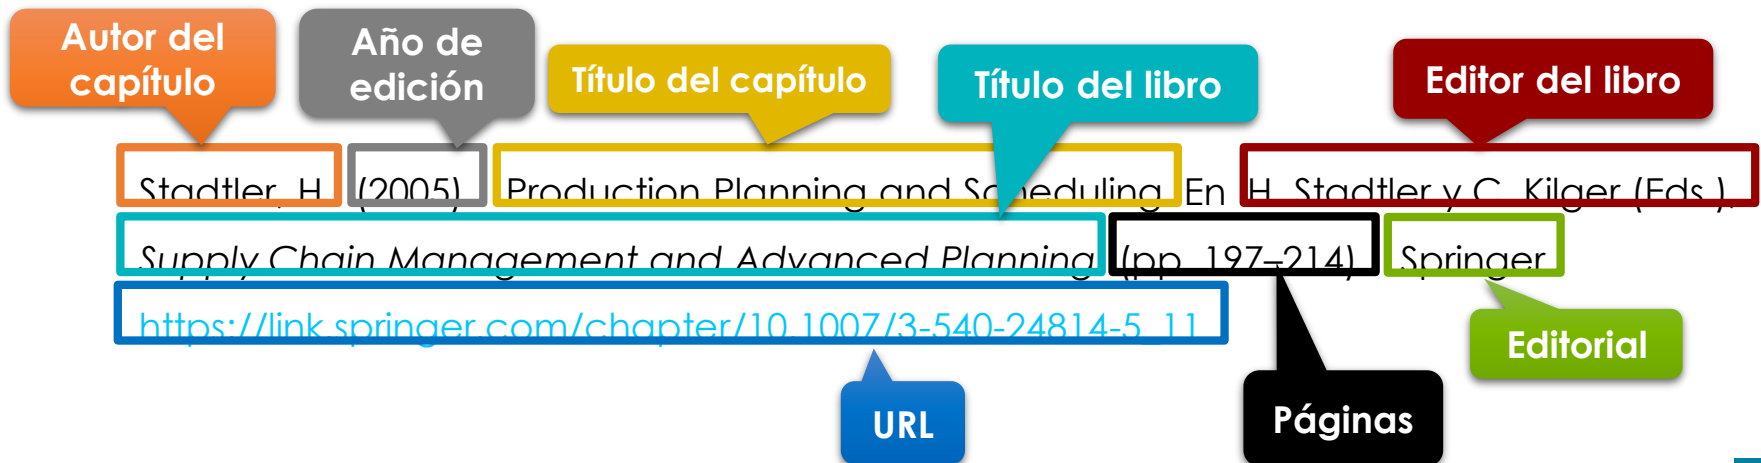 Autor del
capítulo
Año de
edición
Título del capítulo
Título del libro
Editor del libro
Stadtler, H. (2005). Production Planning and Scheduling. En H. Stadtler y C. Kilger (Eds.),
Supply Chain Management and Advanced Planning (pp. 197–214). Springer.
https://link.springer.com/chapter/10.1007/3-540-24814-5_11
URL
Páginas
Editorial